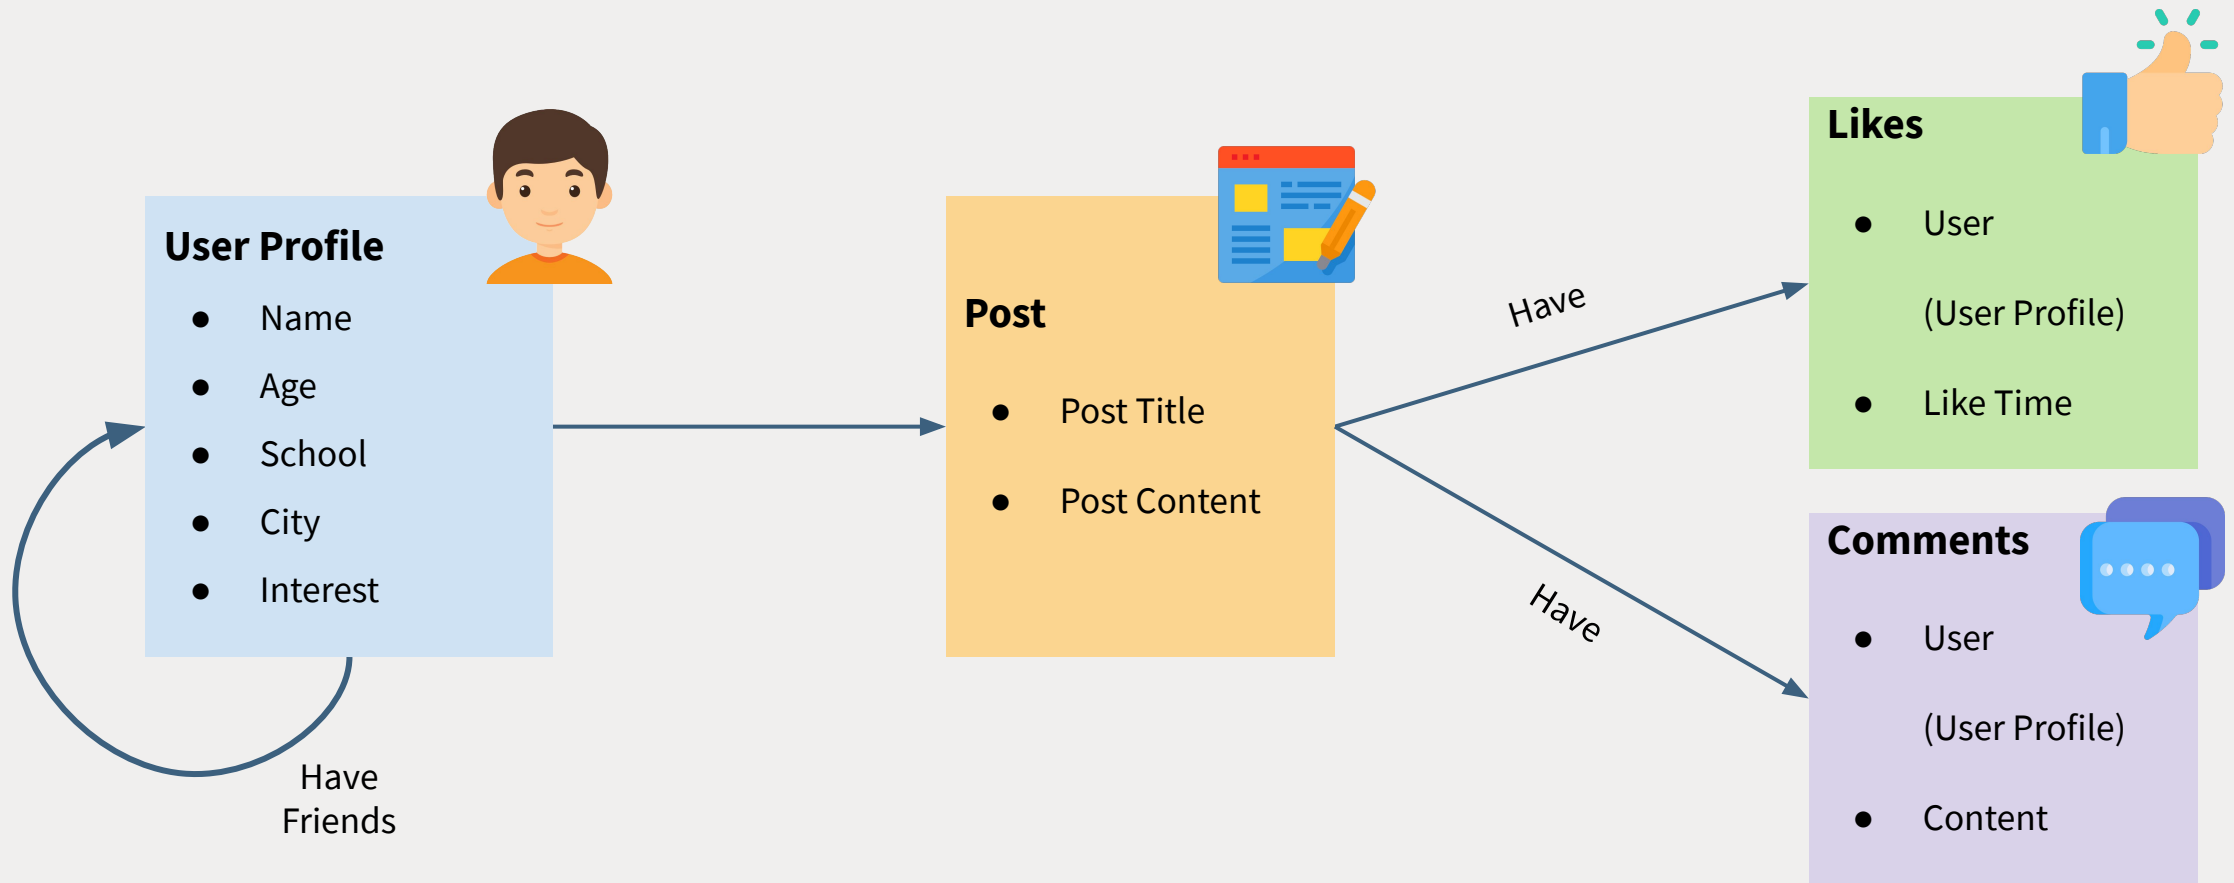 User Profile
● Name
● Age
● School
● City
● Interest
Have
Friends
Post
● Post Title
● Post Content
Have
Have
Likes
● User
(User Profile)
● Like Time
Comments
● User
(User Profile)
● Content